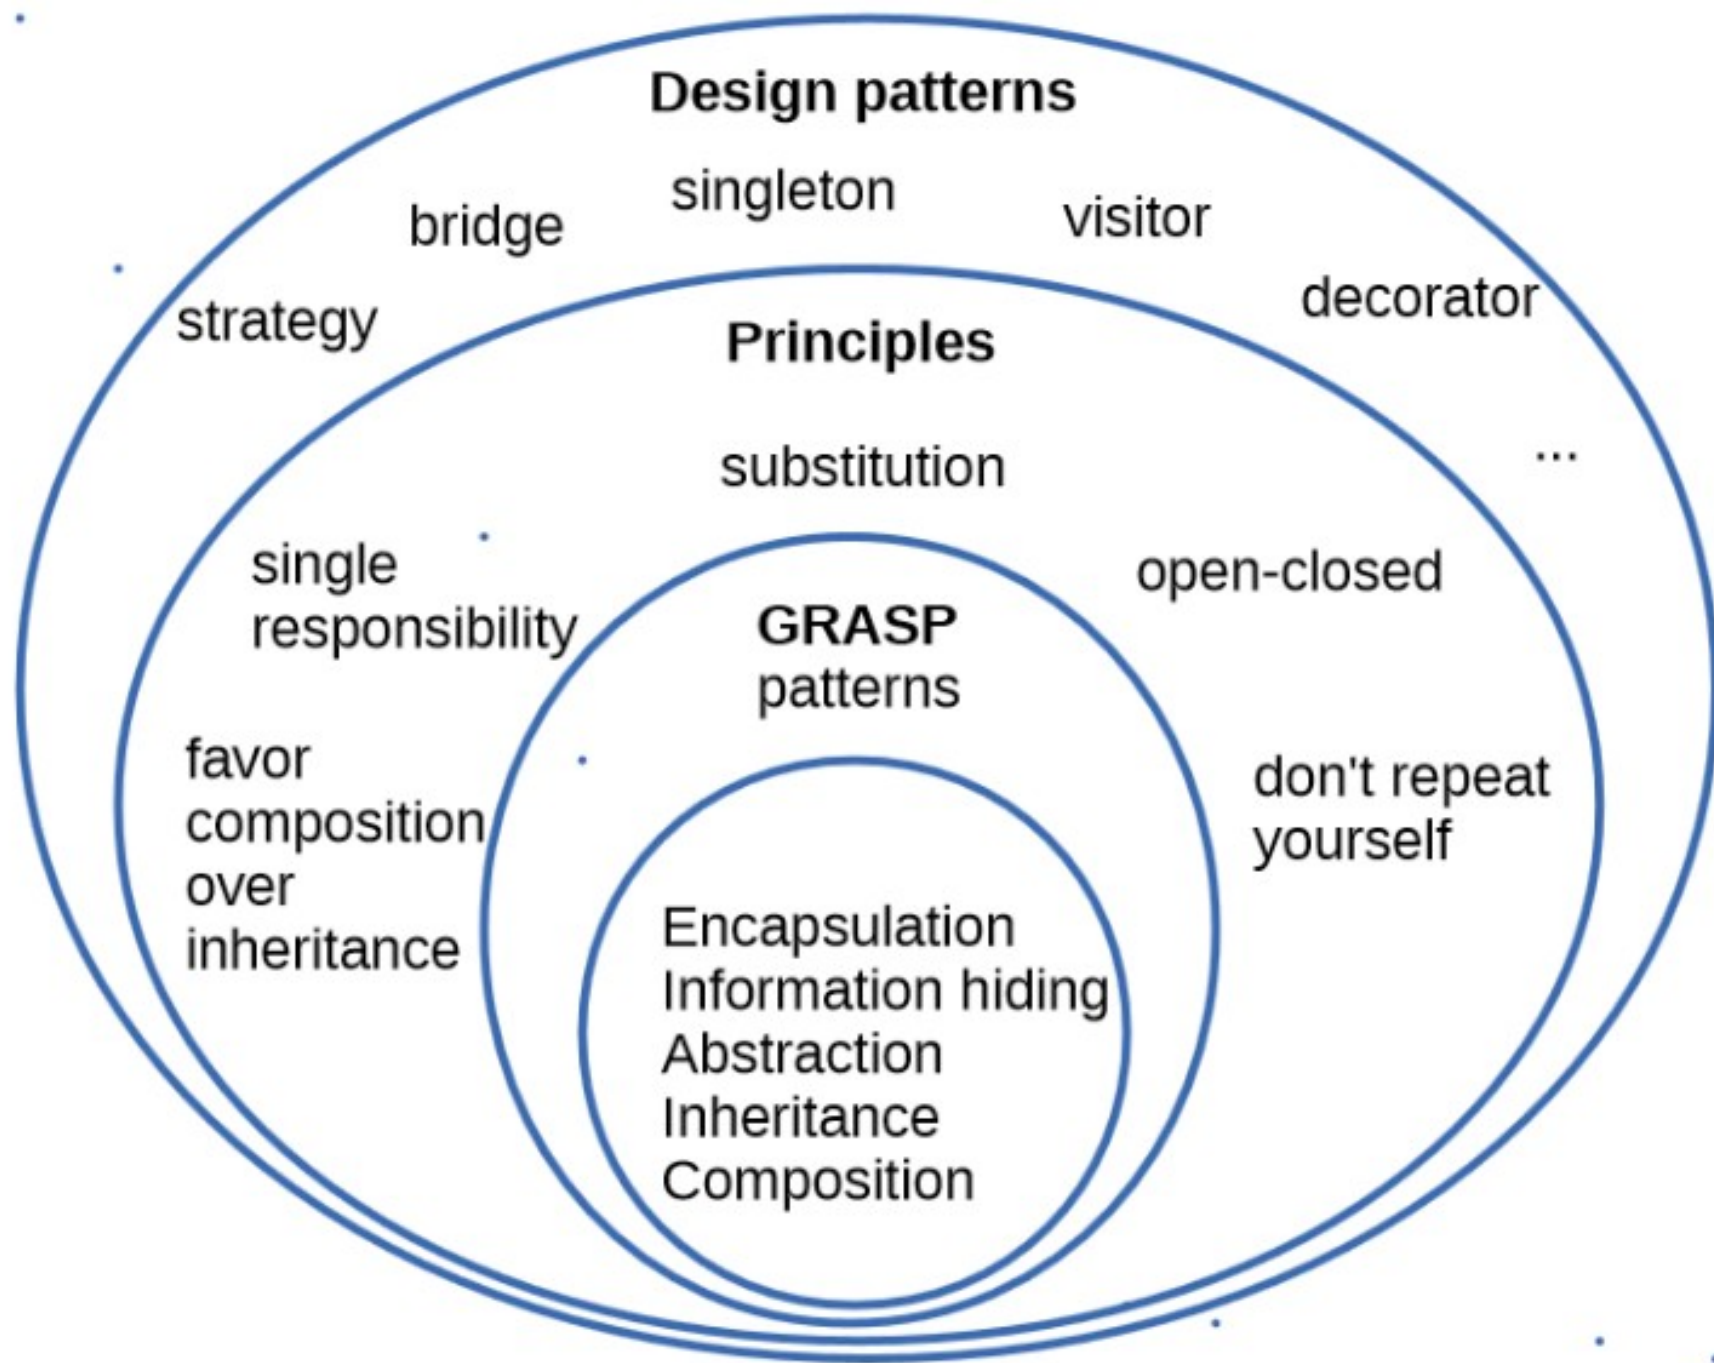 Design patterns
singleton
bridge
visitor
decorator
strategy
Principles
...
substitution
single
responsibility
open-closed
GRASP
patterns
favor
composition
over
inheritance
don't repeat
yourself
Encapsulation
Information hiding
Abstraction
Inheritance
Composition